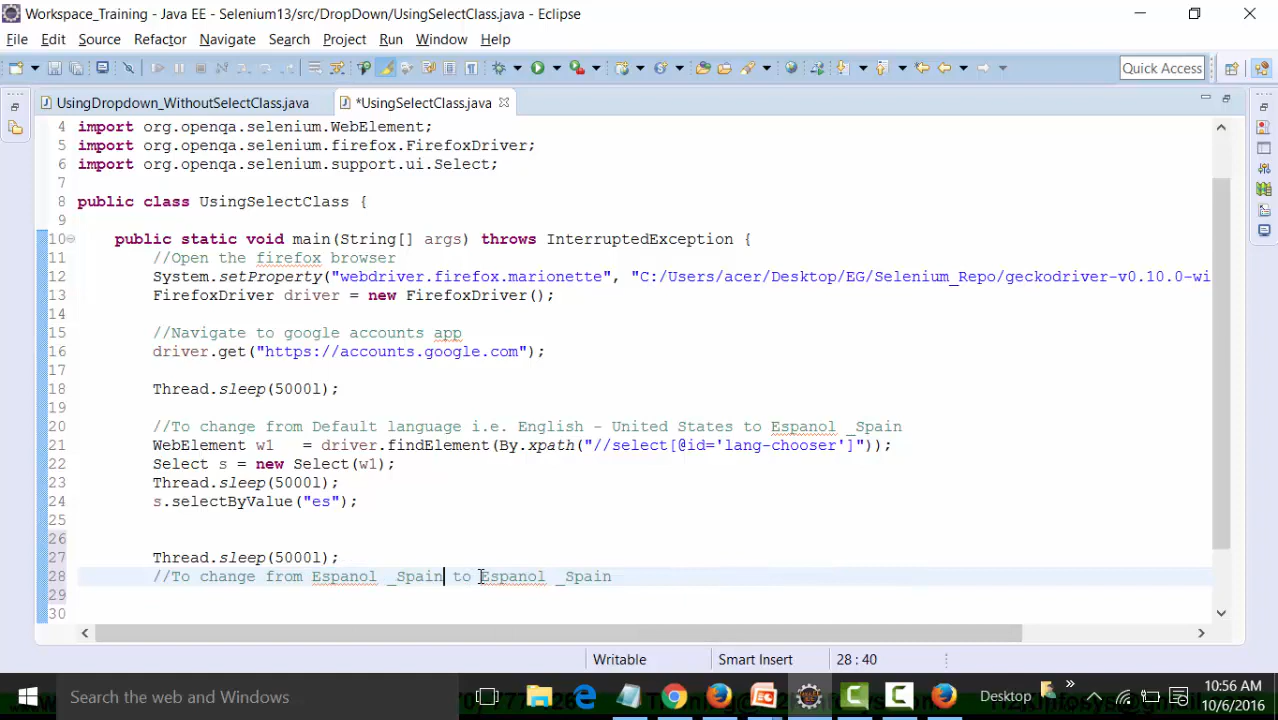 Workspace_Training - Java EE - Selenium13/src/DropDown/UsingSelectClass.java - Eclipse
File Edit Source Refactor Navigate Search Project Run Window Help
Quick Access
UsingDropdown_WithoutSelectClass.java *UsingSelectClass.java
4 import org.openqa.selenium.WebElement;
5 import org.openqa.selenium.firefox.FirefoxDriver;
6 import org.openqa.selenium.support.ui.Select;
7
8 public class UsingSelectClass {
9
10 public static void main(String[] args) throws InterruptedException {
11 //Open the firefox browser
12 System.setProperty("webdriver.firefox.marionette", "C:/Users/acer/Desktop/EG/Selenium_Repo/geckodriver-v0.10.0-wi
13 FirefoxDriver driver = new FirefoxDriver();
14
15 //Navigate to google accounts app
16 driver.get("https://accounts.google.com");
17
18 Thread.sleep(5000l);
19
20 //To change from Default language i.e. English - United States to Espanol _Spain
21 WebElement w1 = driver.findElement(By.xpath("//select[@id='lang-chooser']"));
22 Select s = new Select(w1);
23 Thread.sleep(5000l);
24 s.selectByValue("es");
25
26
27 Thread.sleep(5000l);
28 //To change from Espanol _Spain to Espanol _Spain
29
30
Writable Smart Insert 28 : 40
Search the web and Windows
Desktop
10:56 AM
10/6/2016